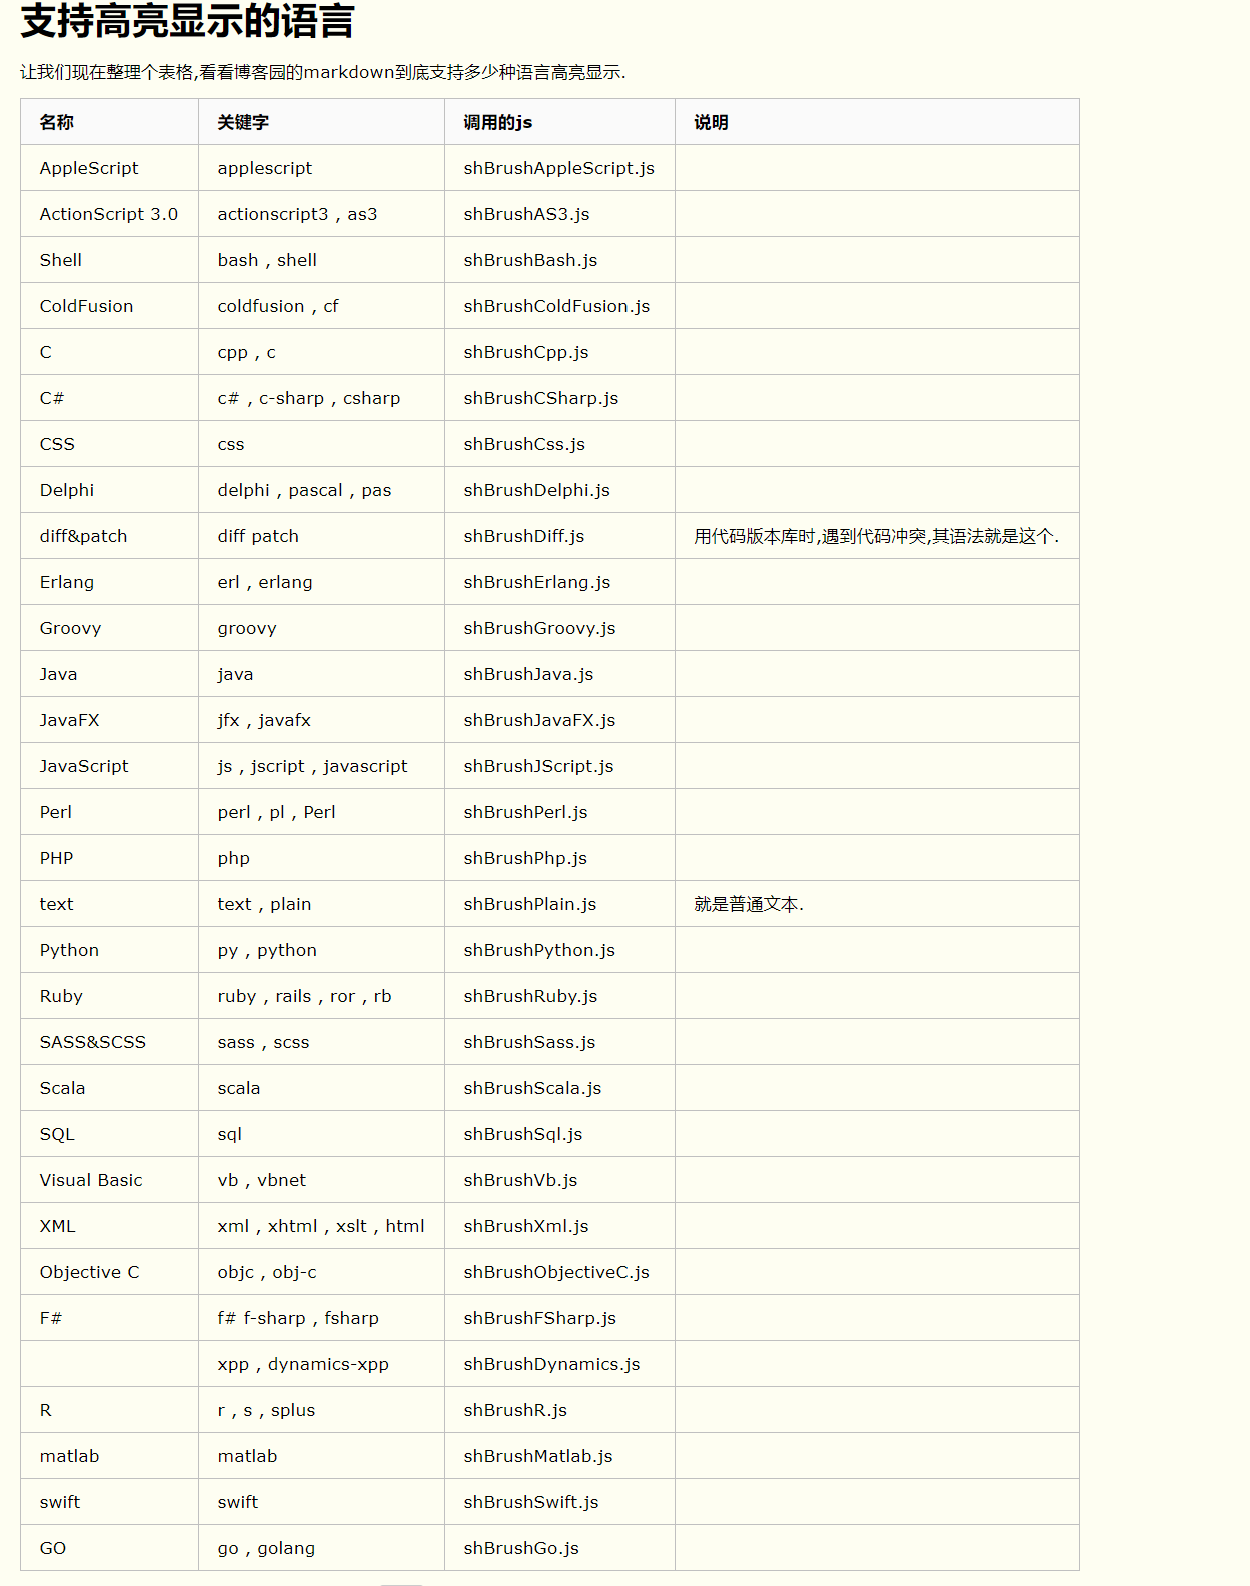 支持高亮显示的语言
让我们现在整理个表格,看看博客园的markdown到底支持多少种语言高亮显示.
名称 关键字 调用的js 说明
AppleScript applescript shBrushAppleScript.js
ActionScript 3.0 actionscript3 , as3 shBrushAS3.js
Shell bash , shell shBrushBash.js
ColdFusion coldfusion , cf shBrushColdFusion.js
C cpp , c shBrushCpp.js
C# c# , c-sharp , csharp shBrushCSharp.js
CSS css shBrushCss.js
Delphi delphi , pascal , pas shBrushDelphi.js
diff&patch diff patch shBrushDiff.js 用代码版本库时,遇到代码冲突,其语法就是这个.
Erlang erl , erlang shBrushErlang.js
Groovy groovy shBrushGroovy.js
Java java shBrushJava.js
JavaFX jfx , javafx shBrushJavaFX.js
JavaScript js , jscript , javascript shBrushJScript.js
Perl perl , pl , Perl shBrushPerl.js
PHP php shBrushPhp.js
text text , plain shBrushPlain.js 就是普通文本.
Python py , python shBrushPython.js
Ruby ruby , rails , ror , rb shBrushRuby.js
SASS&SCSS sass , scss shBrushSass.js
Scala scala shBrushScala.js
SQL sql shBrushSql.js
Visual Basic vb , vbnet shBrushVb.js
XML xml , xhtml , xslt , html shBrushXml.js
Objective C objc , obj-c shBrushObjectiveC.js
F# f# f-sharp , fsharp shBrushFSharp.js
xpp , dynamics-xpp shBrushDynamics.js
R r , s , splus shBrushR.js
matlab matlab shBrushMatlab.js
swift swift shBrushSwift.js
GO go , golang shBrushGo.js